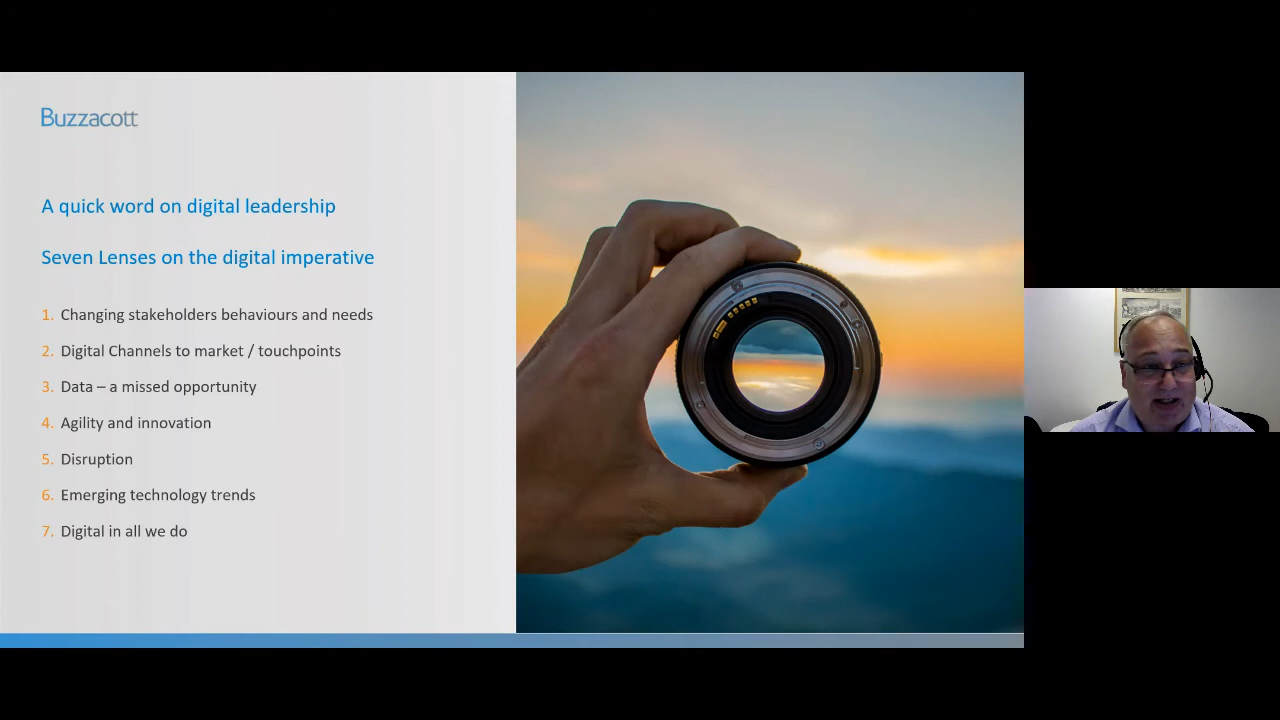 Buzzacott
A quick word on digital leadership
Seven Lenses on the digital imperative
1. Changing stakeholders behaviours and needs
2. Digital Channels to market / touchpoints
3. Data – a missed opportunity
4. Agility and innovation
5. Disruption
6. Emerging technology trends
7. Digital in all we do